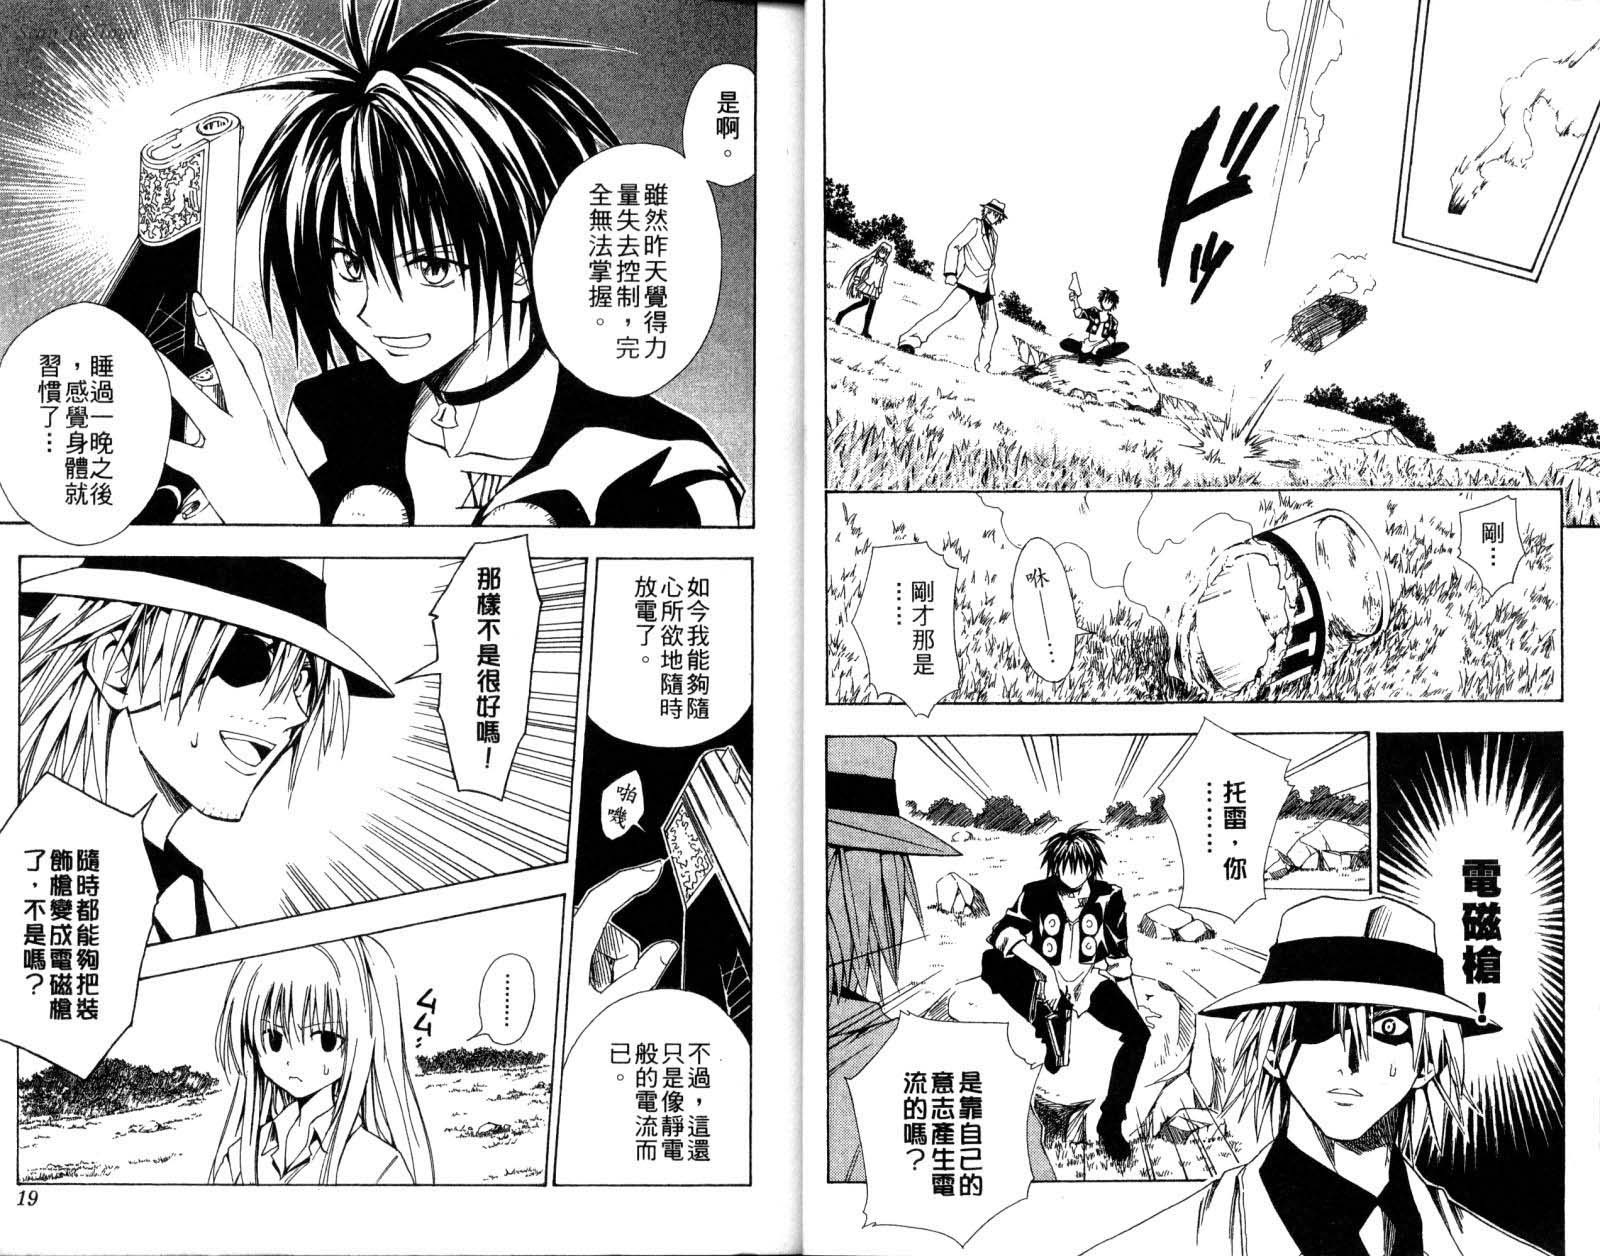 ドドッ
剛…
咻——…
剛才那是
……
電磁槍！
托雷，你
………
是靠自己的
意志產生電
流的嗎？
是啊。
雖然昨天覺得力
量失去控制，完
全無法掌握。
睡過一晚之後
，感覺身體就
習慣了…
如今我能夠隨
心所欲地隨時
放電了。
啪嘰
不過，這還
只是像靜電
般的電流而
已。
那樣不是很好嗎！
隨時都能夠把裝
飾槍變成電磁槍
了，不是嗎？
………
19